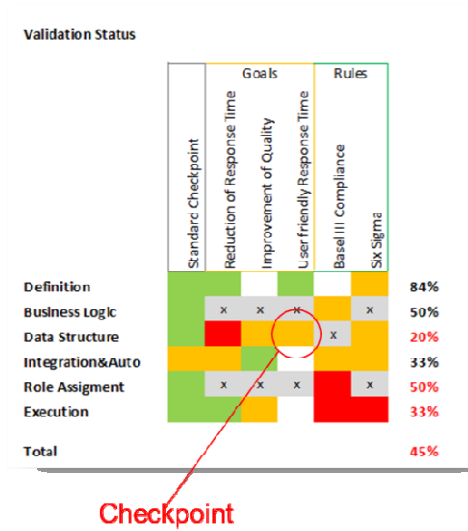 Validation Status
Goals Rules
Standard Checkpoint
Reduction of Response Time
Improvement of Quality
User friendly Response Time
Basel III Compliance
Six Sigma
Definition 84%
Business Logic x x x x 50%
Data Structure x 20%
Integration&Auto 33%
Role Assigment x x x x 50%
Execution 33%
Total 45%
Checkpoint